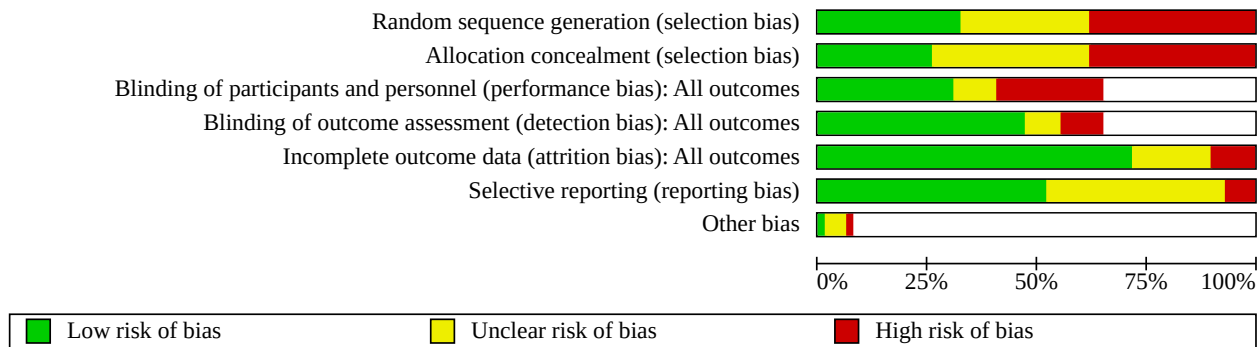 Random sequence generation (selection bias)
Allocation concealment (selection bias)
Blinding of participants and personnel (performance bias): All outcomes
Blinding of outcome assessment (detection bias): All outcomes
Incomplete outcome data (attrition bias): All outcomes
Selective reporting (reporting bias)
Other bias
0% 25% 50% 75% 100%
Low risk of bias Unclear risk of bias High risk of bias